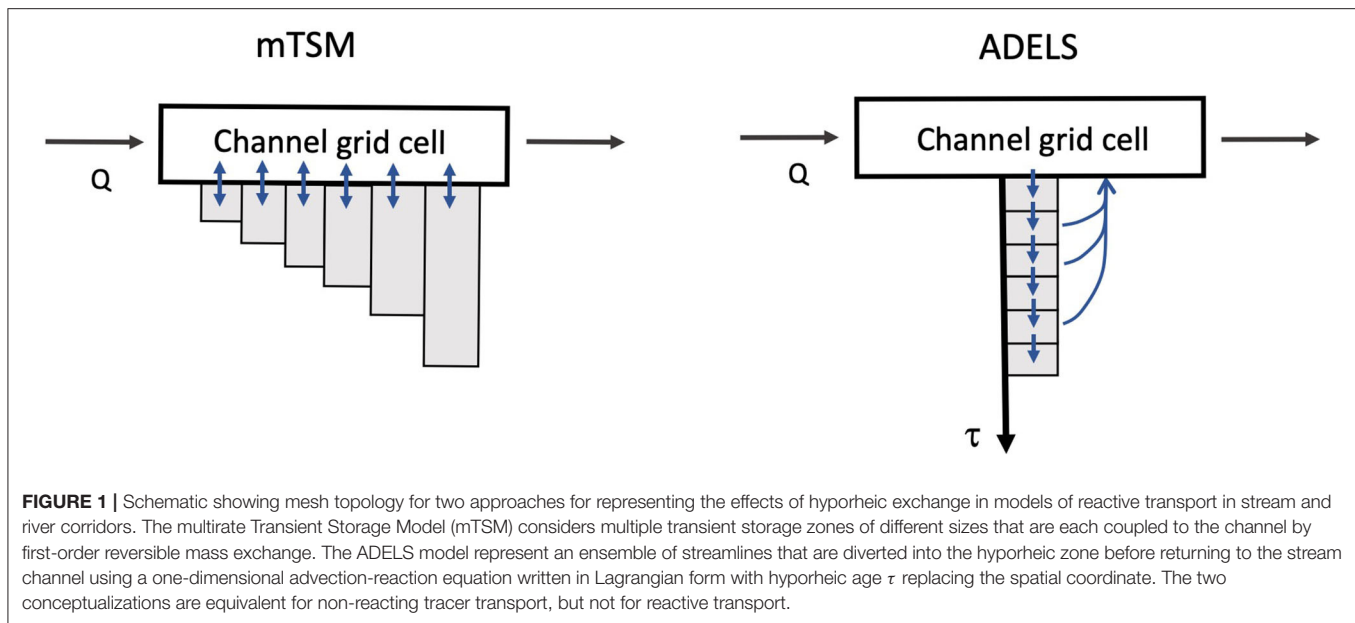 mTSM
ADELS
Channel grid cell
Q
Channel grid cell
Q
τ
FIGURE 1 | Schematic showing mesh topology for two approaches for representing the effects of hyporheic exchange in models of reactive transport in stream and
river corridors. The multirate Transient Storage Model (mTSM) considers multiple transient storage zones of different sizes that are each coupled to the channel by
first-order reversible mass exchange. The ADELS model represent an ensemble of streamlines that are diverted into the hyporheic zone before returning to the stream
channel using a one-dimensional advection-reaction equation written in Lagrangian form with hyporheic age τ replacing the spatial coordinate. The two
conceptualizations are equivalent for non-reacting tracer transport, but not for reactive transport.